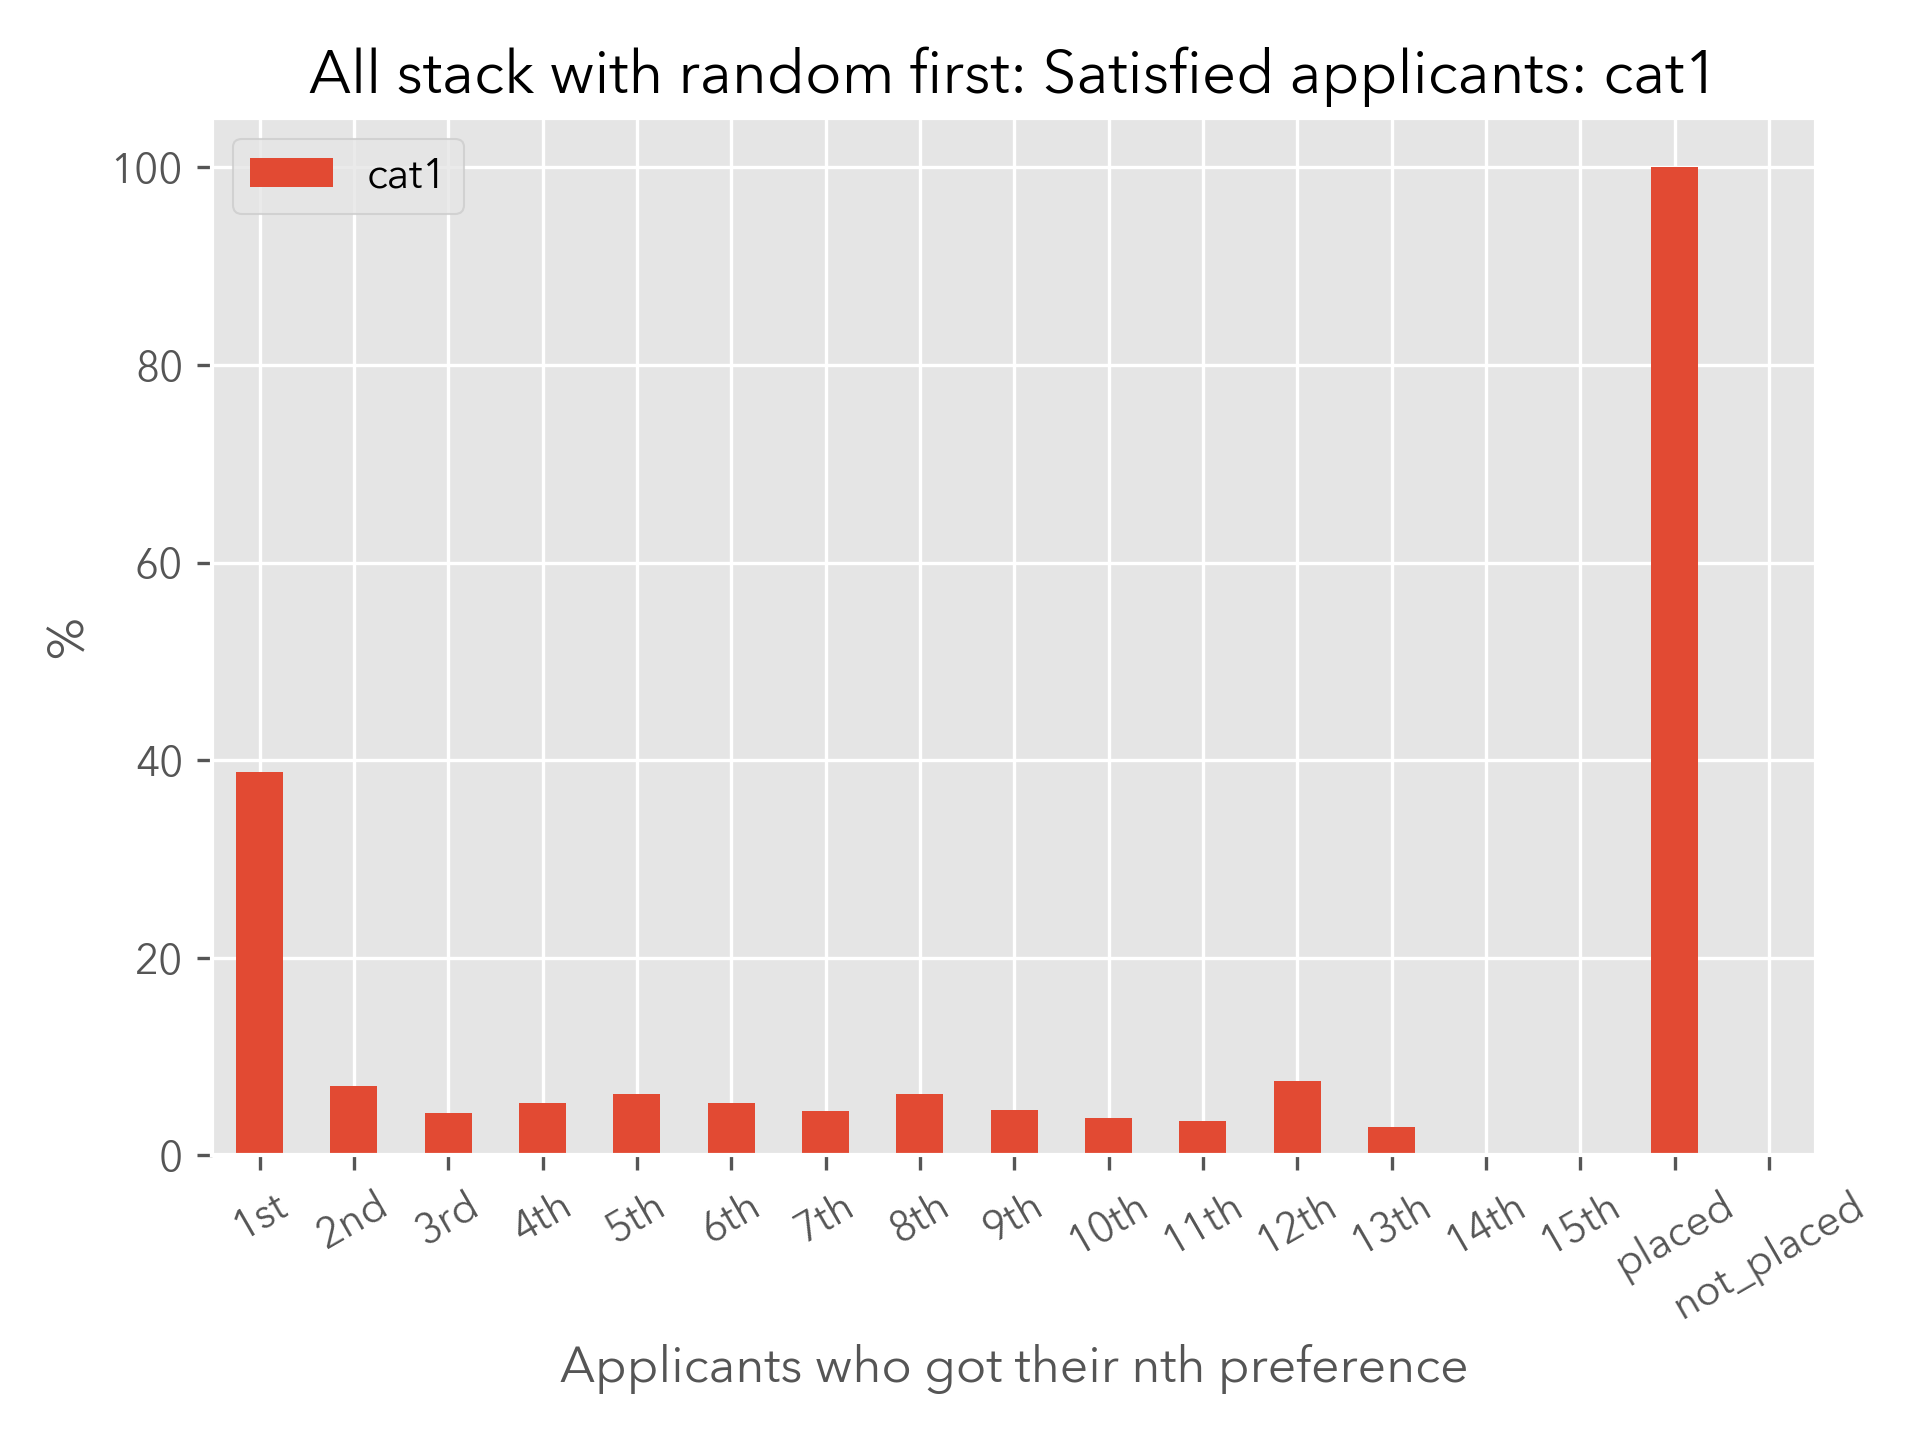 All stack with random first: Satisfied applicants: cat1
cat1
100
80
60
40
20
0
%
1st 2nd 3rd 4th 5th 6th 7th 8th 9th 10th 11th 12th 13th 14th 15th placed not_placed
Applicants who got their nth preference